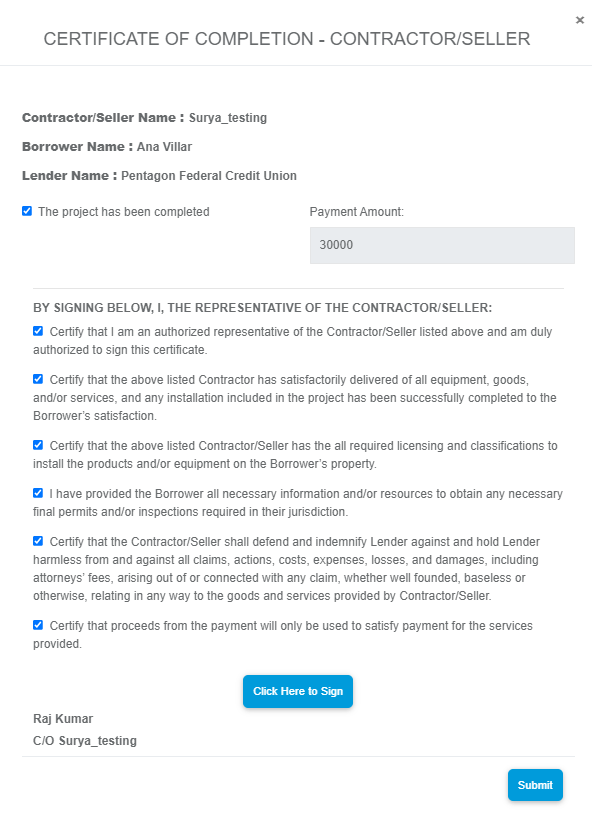 ×
CERTIFICATE OF COMPLETION - CONTRACTOR/SELLER
Contractor/Seller Name : Surya_testing
Borrower Name : Ana Villar
Lender Name : Pentagon Federal Credit Union
The project has been completed
Payment Amount:
30000
BY SIGNING BELOW, I, THE REPRESENTATIVE OF THE CONTRACTOR/SELLER:
Certify that I am an authorized representative of the Contractor/Seller listed above and am duly
authorized to sign this certificate.
Certify that the above listed Contractor has satisfactorily delivered of all equipment, goods,
and/or services, and any installation included in the project has been successfully completed to the
Borrower's satisfaction.
Certify that the above listed Contractor/Seller has the all required licensing and classifications to
install the products and/or equipment on the Borrower's property.
I have provided the Borrower all necessary information and/or resources to obtain any necessary
final permits and/or inspections required in their jurisdiction.
Certify that the Contractor/Seller shall defend and indemnify Lender against and hold Lender
harmless from and against all claims, actions, costs, expenses, losses, and damages, including
attorneys' fees, arising out of or connected with any claim, whether well founded, baseless or
otherwise, relating in any way to the goods and services provided by Contractor/Seller.
Certify that proceeds from the payment will only be used to satisfy payment for the services
provided.
Click Here to Sign
Raj Kumar
C/O Surya_testing
Submit